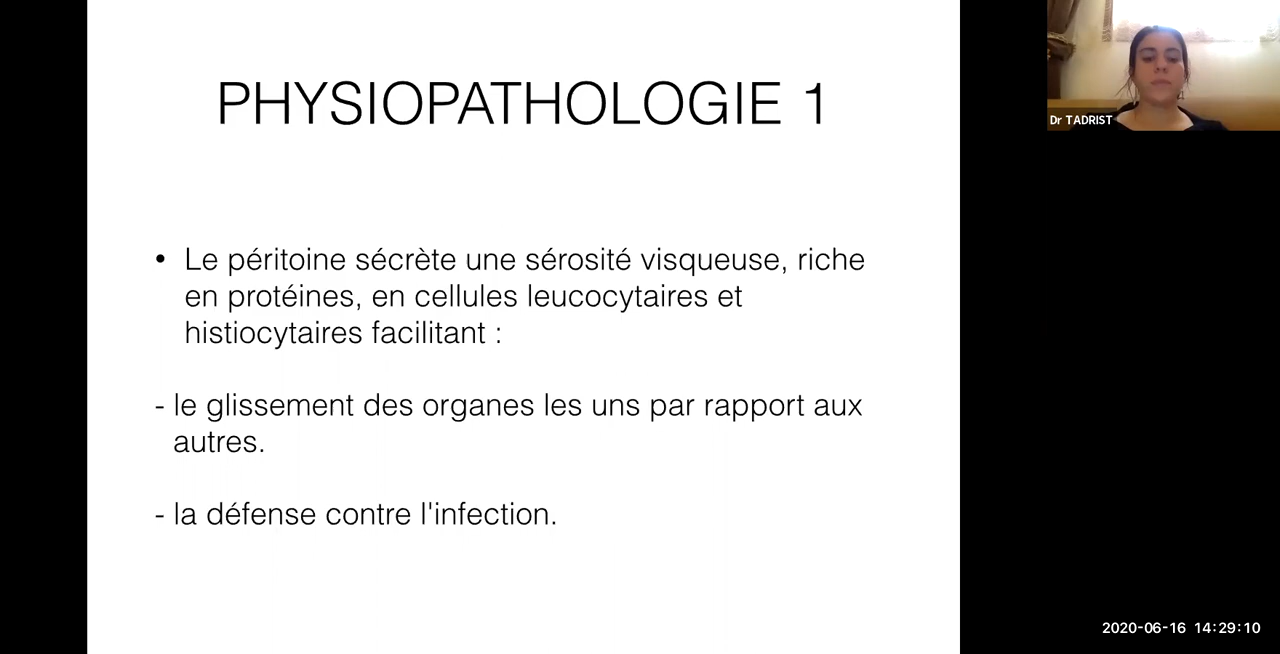 PHYSIOPATHOLOGIE 1
• Le péritoine sécrète une sérosité visqueuse, riche
en protéines, en cellules leucocytaires et
histiocytaires facilitant :
- le glissement des organes les uns par rapport aux
autres.
- la défense contre l'infection.
Dr TADRIST
2020-06-16 14:29:10